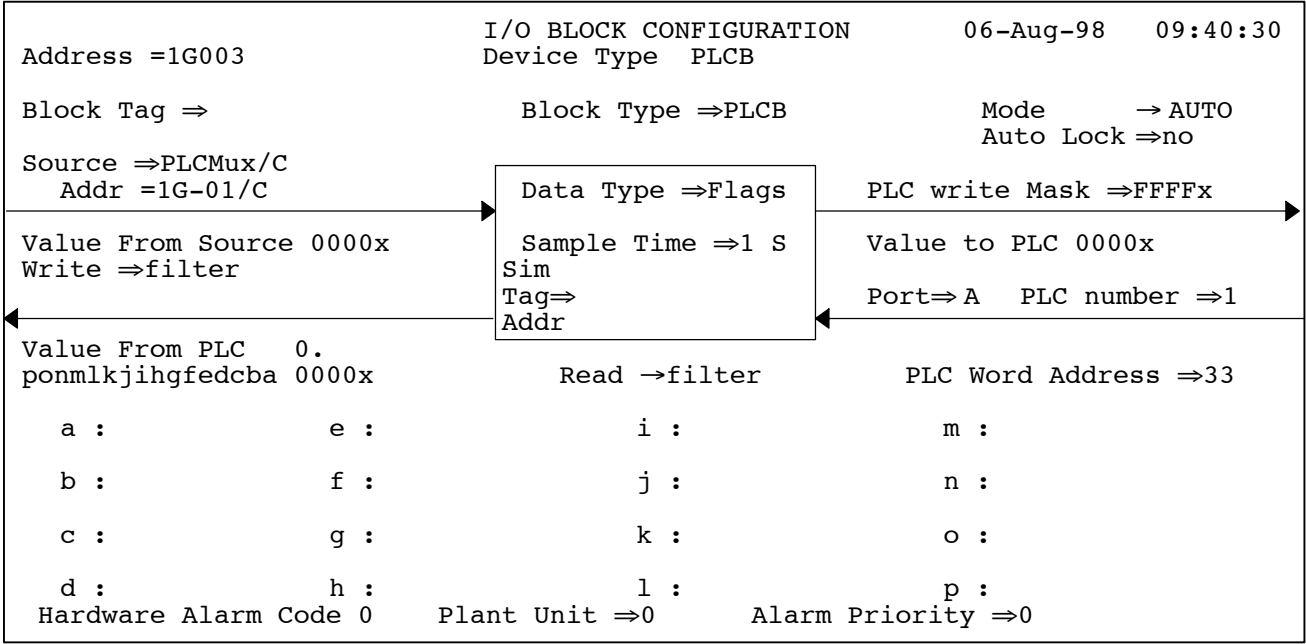 I/O BLOCK CONFIGURATION 06-Aug-98 09:40:30
Address =1G003 Device Type PLCB
Block Tag ⇒ Block Type ⇒PLCB Mode → AUTO
Auto Lock ⇒no
Source ⇒PLCMux/C
Addr =1G-01/C Data Type ⇒Flags PLC write Mask ⇒FFFFx
Value From Source 0000x Sample Time ⇒1 S Value to PLC 0000x
Write ⇒filter Sim
Tag⇒ Port⇒ A PLC number ⇒1
Addr
Value From PLC 0.
ponmlkjihgfedcba 0000x Read →filter PLC Word Address ⇒33
a : e : i : m :
b : f : j : n :
c : g : k : o :
d : h : l : p :
Hardware Alarm Code 0 Plant Unit ⇒0 Alarm Priority ⇒0